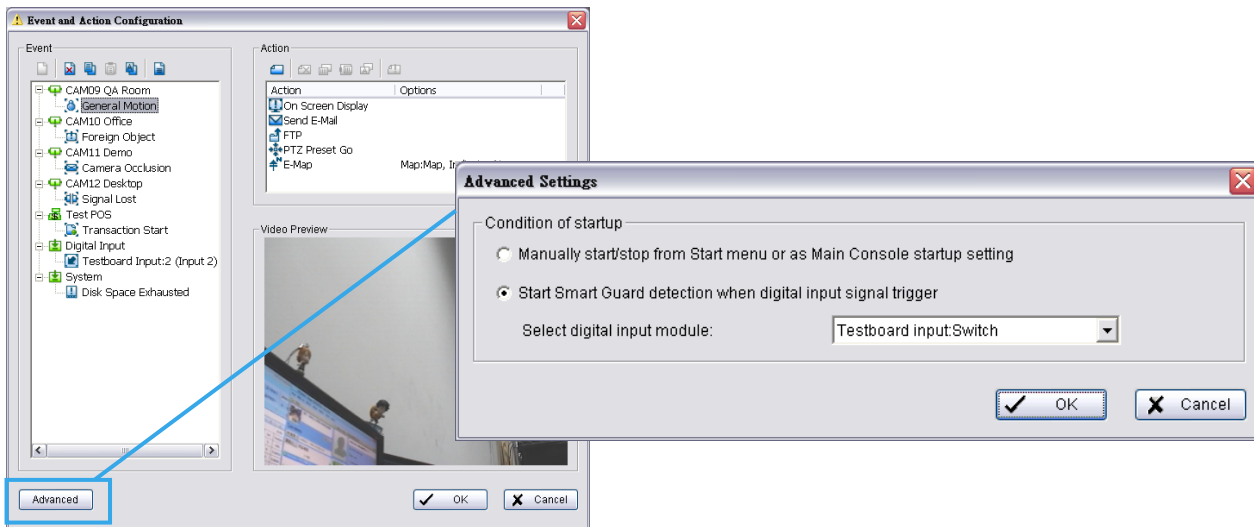 Event and Action Configuration
Event
CAM09 QA Room
General Motion
CAM10 Office
Foreign Object
CAM11 Demo
Camera Occlusion
CAM12 Desktop
Signal Lost
Test POS
Transaction Start
Digital Input
Testboard Input:2 (Input 2)
System
Disk Space Exhausted
Advanced
Action
Action Options
On Screen Display
Send E-Mail
FTP
PTZ Preset Go
E-Map Map:Map,
Video Preview
OK Cancel
Advanced Settings
Condition of startup
Manually start/stop from Start menu or as Main Console startup setting
Start Smart Guard detection when digital input signal trigger
Select digital input module: Testboard input:Switch
OK Cancel